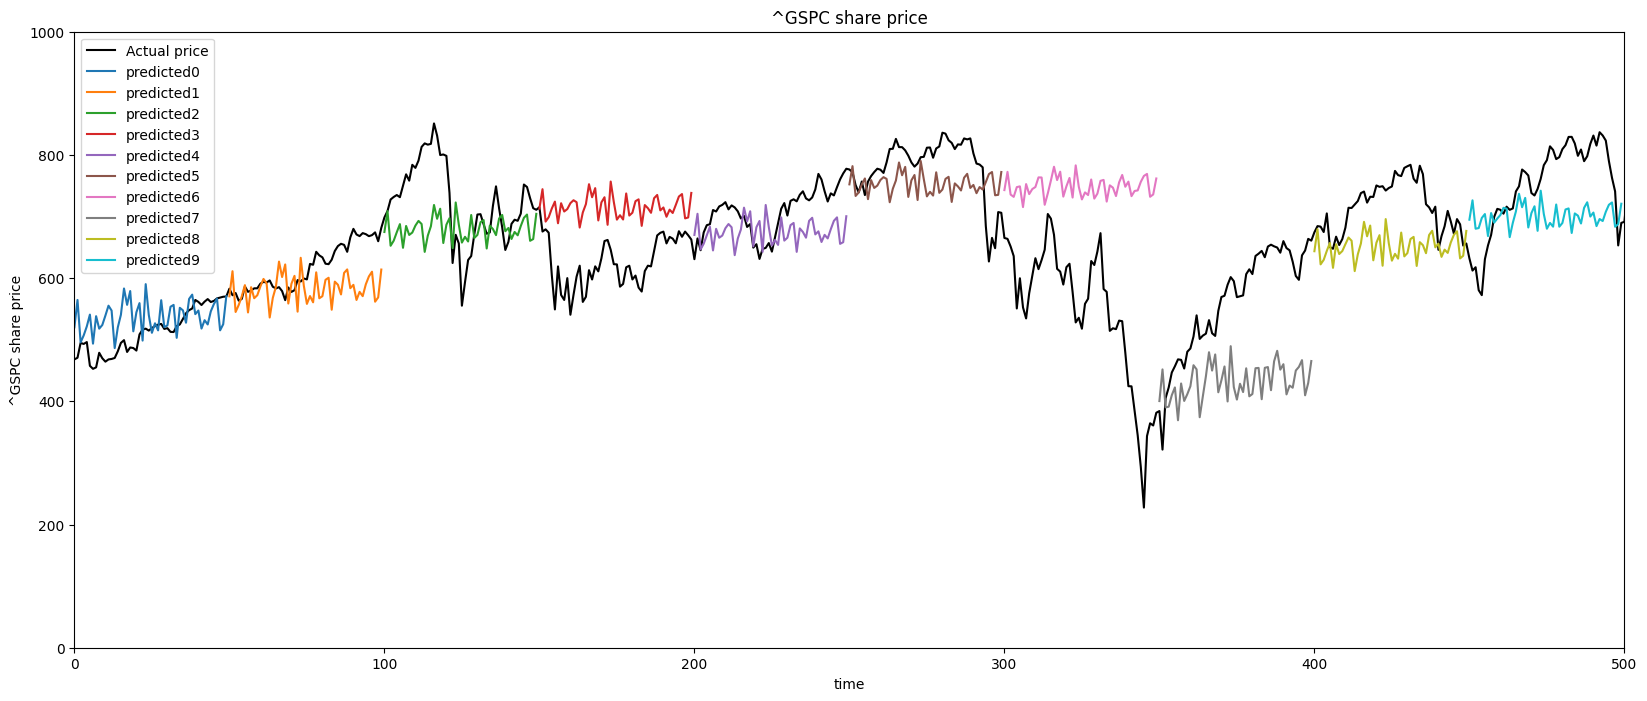 ^GSPC share price
1000
800
600
400
200
0
^GSPC share price
Actual price
predicted0
predicted1
predicted2
predicted3
predicted4
predicted5
predicted6
predicted7
predicted8
predicted9
0 100 200 300 400 500
time